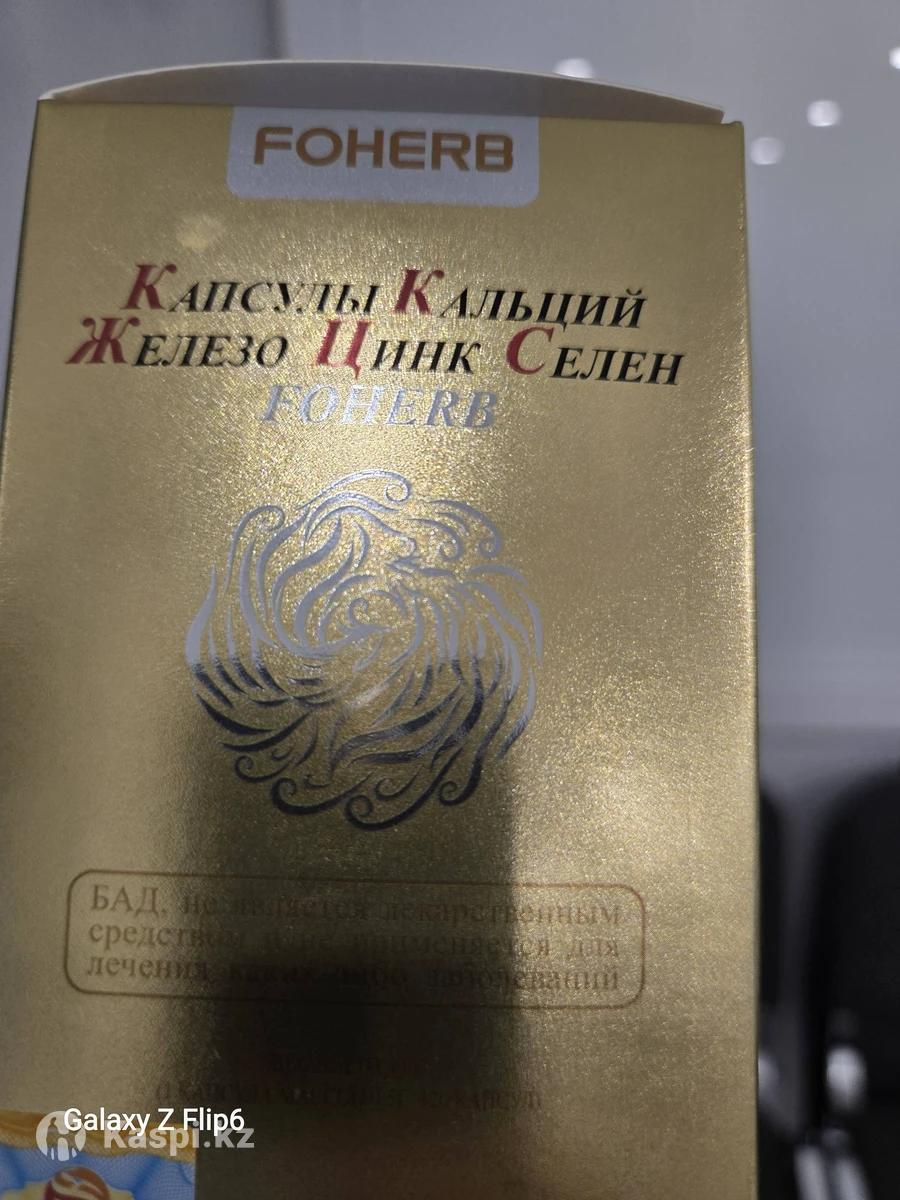 FOHERB
КАПСУЛЫ КАЛЬЦИЙ
ЖЕЛЕЗО ЦИНК СЕЛЕН
FOHERB
БАД, не является лекарственным
средством и не применяется для
лечения каких-либо заболеваний
Galaxy Z Flip6
Kaspi.kz